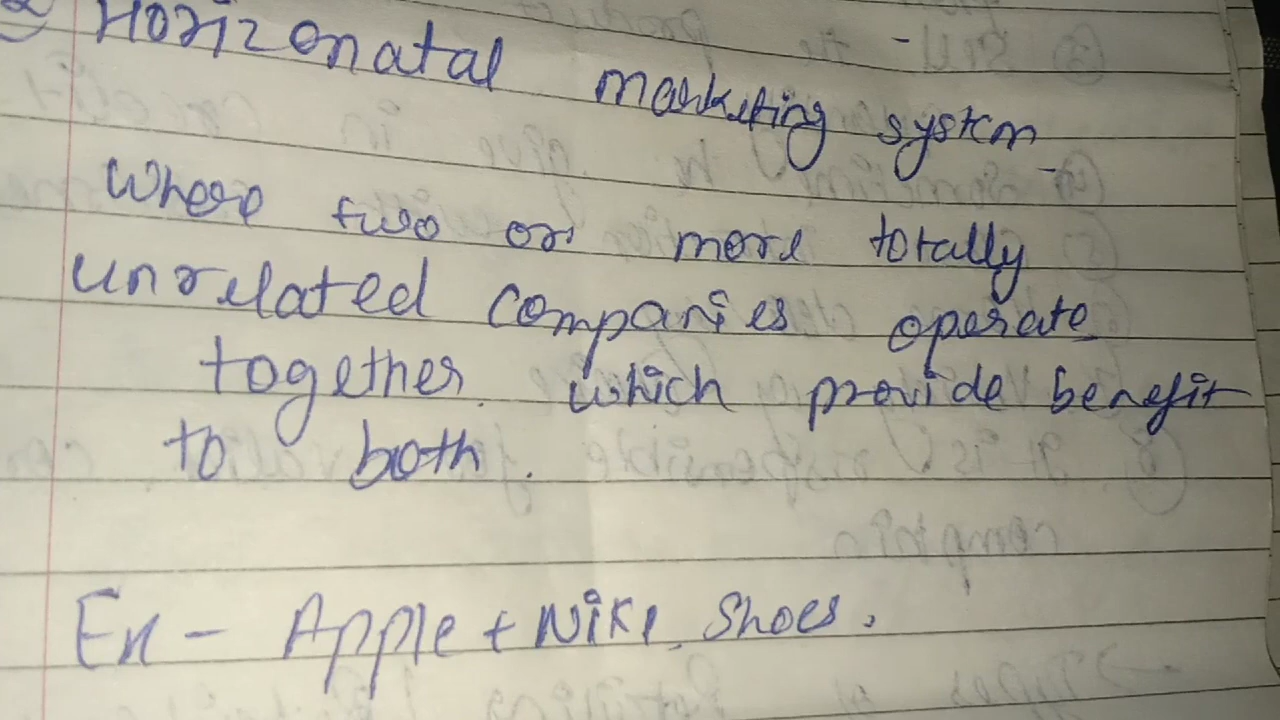 Horizonatal marketing system -
Where two or more totally
unrelated companies operate
together which provide benefit
to both.
Ex - Apple + Nike Shoes.